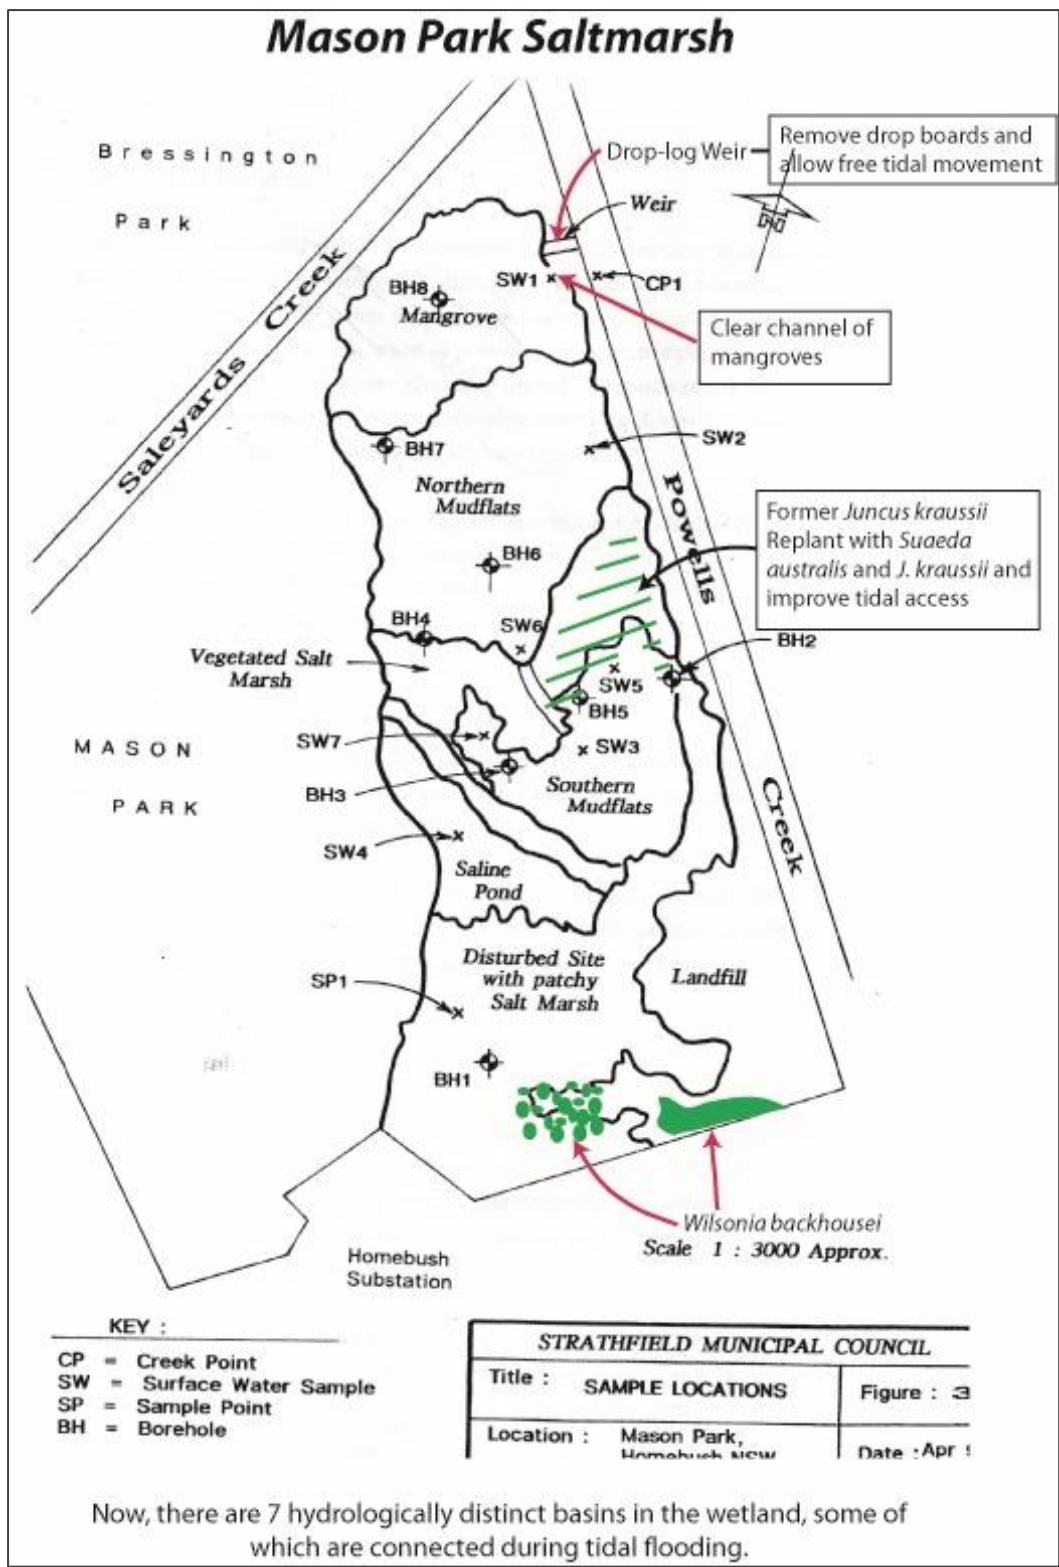 Mason Park Saltmarsh
Bressington
Park
Drop-log Weir
Remove drop boards and
allow free tidal movement
Weir
Saleyards Creek
SW1
CP1
BH8
Mangrove
Clear channel of
mangroves
BH7
SW2
Northern
Mudflats
Powells
Creek
Former Juncus kraussii
Replant with Suaeda
australis and J. kraussii and
improve tidal access
BH6
BH4
SW6
BH2
Vegetated Salt
Marsh
SW5
BH5
MASON
PARK
SW7
SW3
BH3
Southern
Mudflats
SW4
Saline
Pond
Disturbed Site
with patchy
Salt Marsh
Landfill
SP1
BH1
Wilsonia backhousei
Scale 1 : 3000 Approx.
Homebush
Substation
KEY :
CP = Creek Point
SW = Surface Water Sample
SP = Sample Point
BH = Borehole
STRATHFIELD MUNICIPAL COUNCIL
Title : SAMPLE LOCATIONS
Figure : 3
Location : Mason Park,
Homebush NSW
Date : Apr
Now, there are 7 hydrologically distinct basins in the wetland, some of
which are connected during tidal flooding.